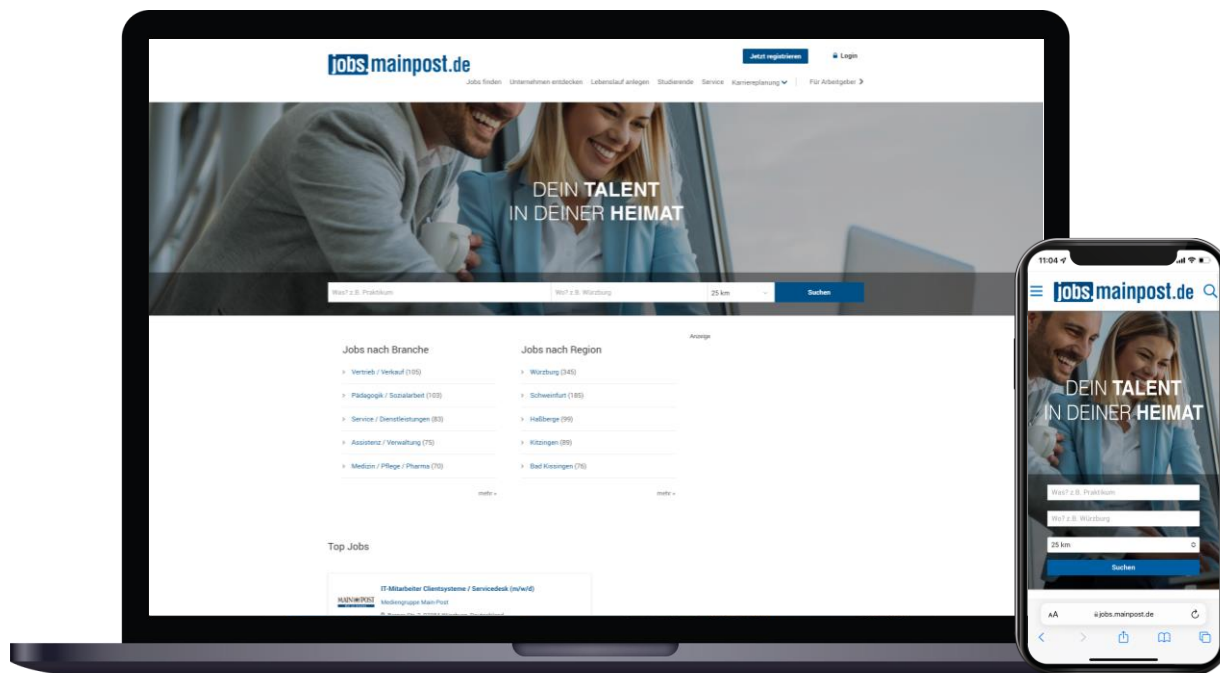 jobs.mainpost.de
Jetzt registrieren
Login
Jobs finden Unternehmen entdecken Lebenslauf anlegen Studierende Service Karriereplanung Für Arbeitgeber
DEIN TALENT
IN DEINER HEIMAT
Was? z.B. Praktikum Wo? z.B. Würzburg 25 km Suchen
Anzeige
Jobs nach Branche
› Vertrieb / Verkauf (105)
› Pädagogik / Sozialarbeit (103)
› Service / Dienstleistungen (83)
› Assistenz / Verwaltung (75)
› Medizin / Pflege / Pharma (70)
mehr »
Jobs nach Region
› Würzburg (345)
› Schweinfurt (185)
› Haßberge (99)
› Kitzingen (89)
› Bad Kissingen (76)
mehr »
Top Jobs
MAIN POST
IT-Mitarbeiter Clientsysteme / Servicedesk (m/w/d)
Mediengruppe Main-Post
11:04
jobs.mainpost.de
DEIN TALENT
IN DEINER HEIMAT
Was? z.B. Praktikum
Wo? z.B. Würzburg
25 km
Suchen
AA jobs.mainpost.de